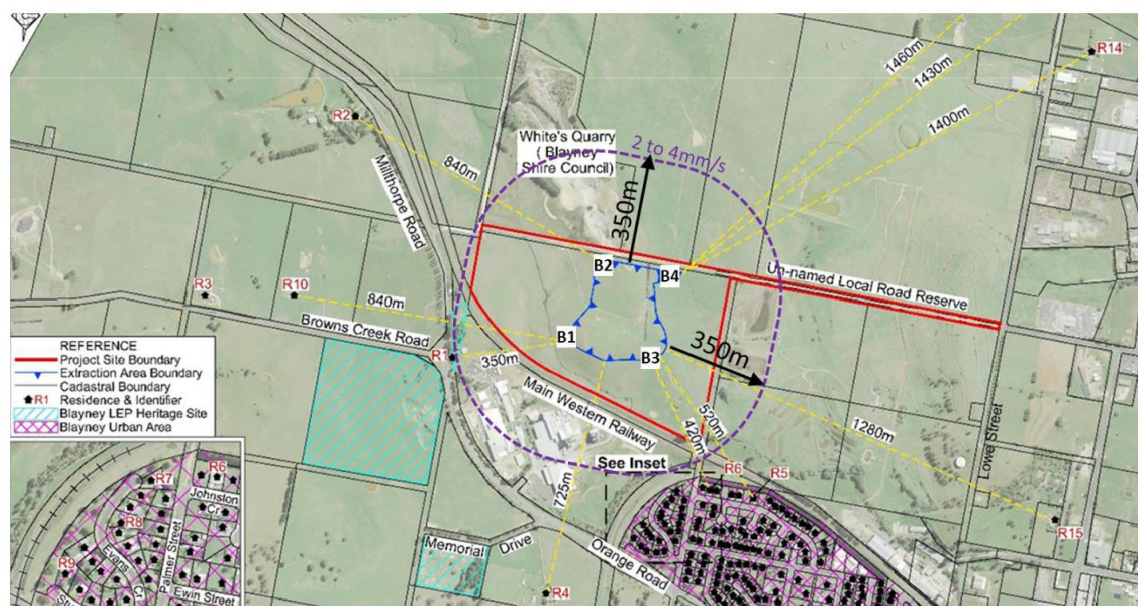 1460m
1430m
1400m
R14
R2
840m
Millthorpe Road
White's Quarry
( Blayney
Shire Council)
2 to 4mm/s
350m
B2
B4
Un-named Local Road Reserve
R3
R10
840m
Browns Creek Road
R1
350m
B1
B3
350m
Main Western Railway
520m
420m
1280m
Lowe Street
See Inset
R6
R5
725m
R15
Memorial
Drive
Orange Road
R4
REFERENCE
Project Site Boundary
Extraction Area Boundary
Cadastral Boundary
R1 Residence & Identifier
Blayney LEP Heritage Site
Blayney Urban Area
R7
R6
Johnston
Cr
R8
Palmer Street
Evans
Cr
R9
Ewin Street